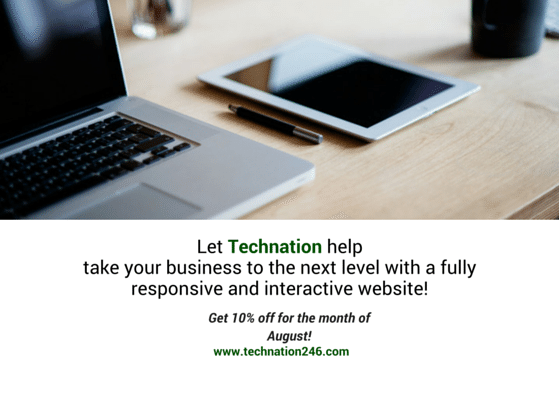 Let Technation help
take your business to the next level with a fully
responsive and interactive website!
Get 10% off for the month of
August!
www.technation246.com